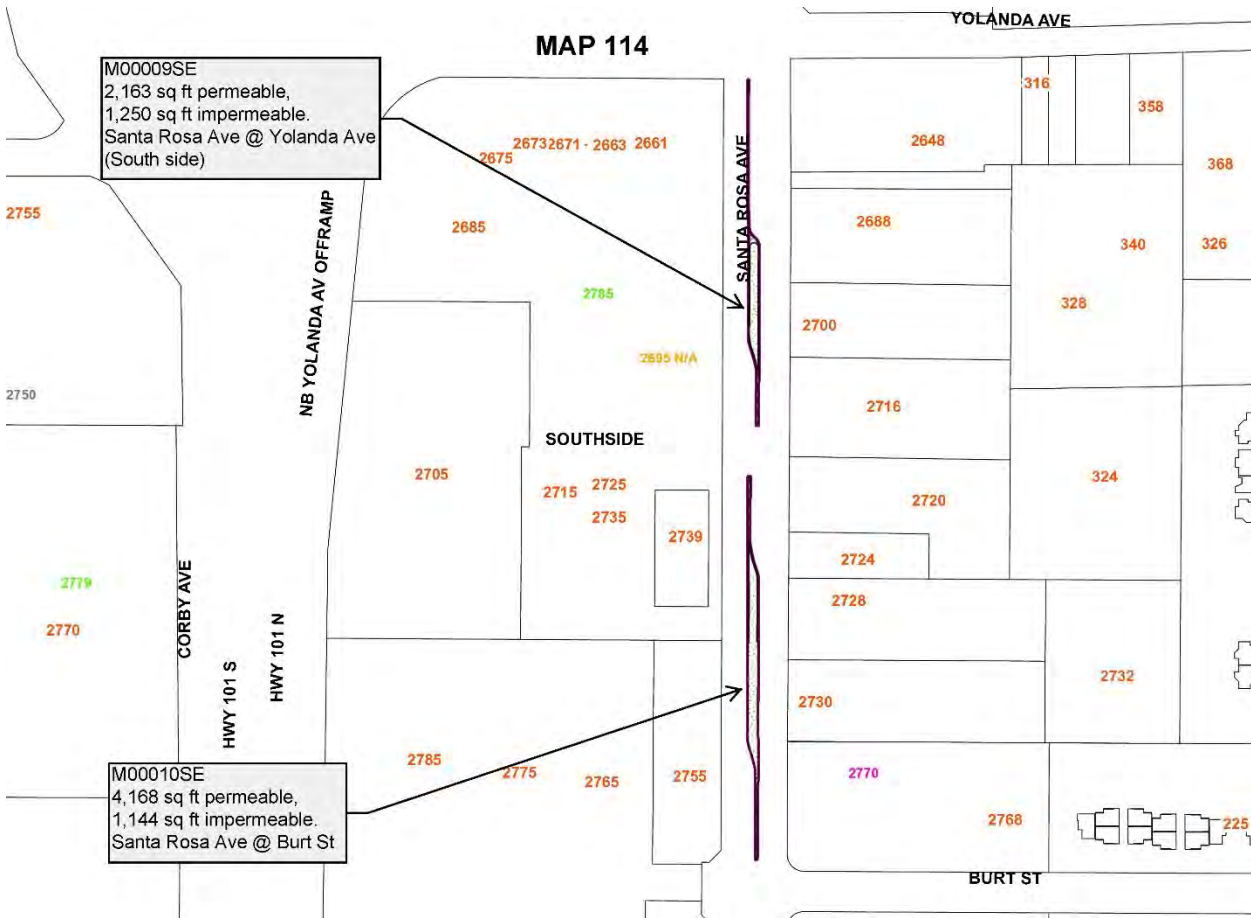 YOLANDA AVE
MAP 114
M00009SE
2,163 sq ft permeable,
1,250 sq ft impermeable.
Santa Rosa Ave @ Yolanda Ave
(South side)
316
358
2673 2671 - 2663 2661
2675
2648
368
SANTA ROSA AVE
2755
2685
2688
340
326
NB YOLANDA AV OFFRAMP
2785
328
2700
2695 N/A
2750
2716
SOUTHSIDE
2705
2715
2725
2735
324
2720
2739
2724
2779
2728
2770
CORBY AVE
HWY 101 S
HWY 101 N
2732
2730
2785
2775
2765
2755
2770
M00010SE
4,168 sq ft permeable,
1,144 sq ft impermeable.
Santa Rosa Ave @ Burt St
2768
225
BURT ST